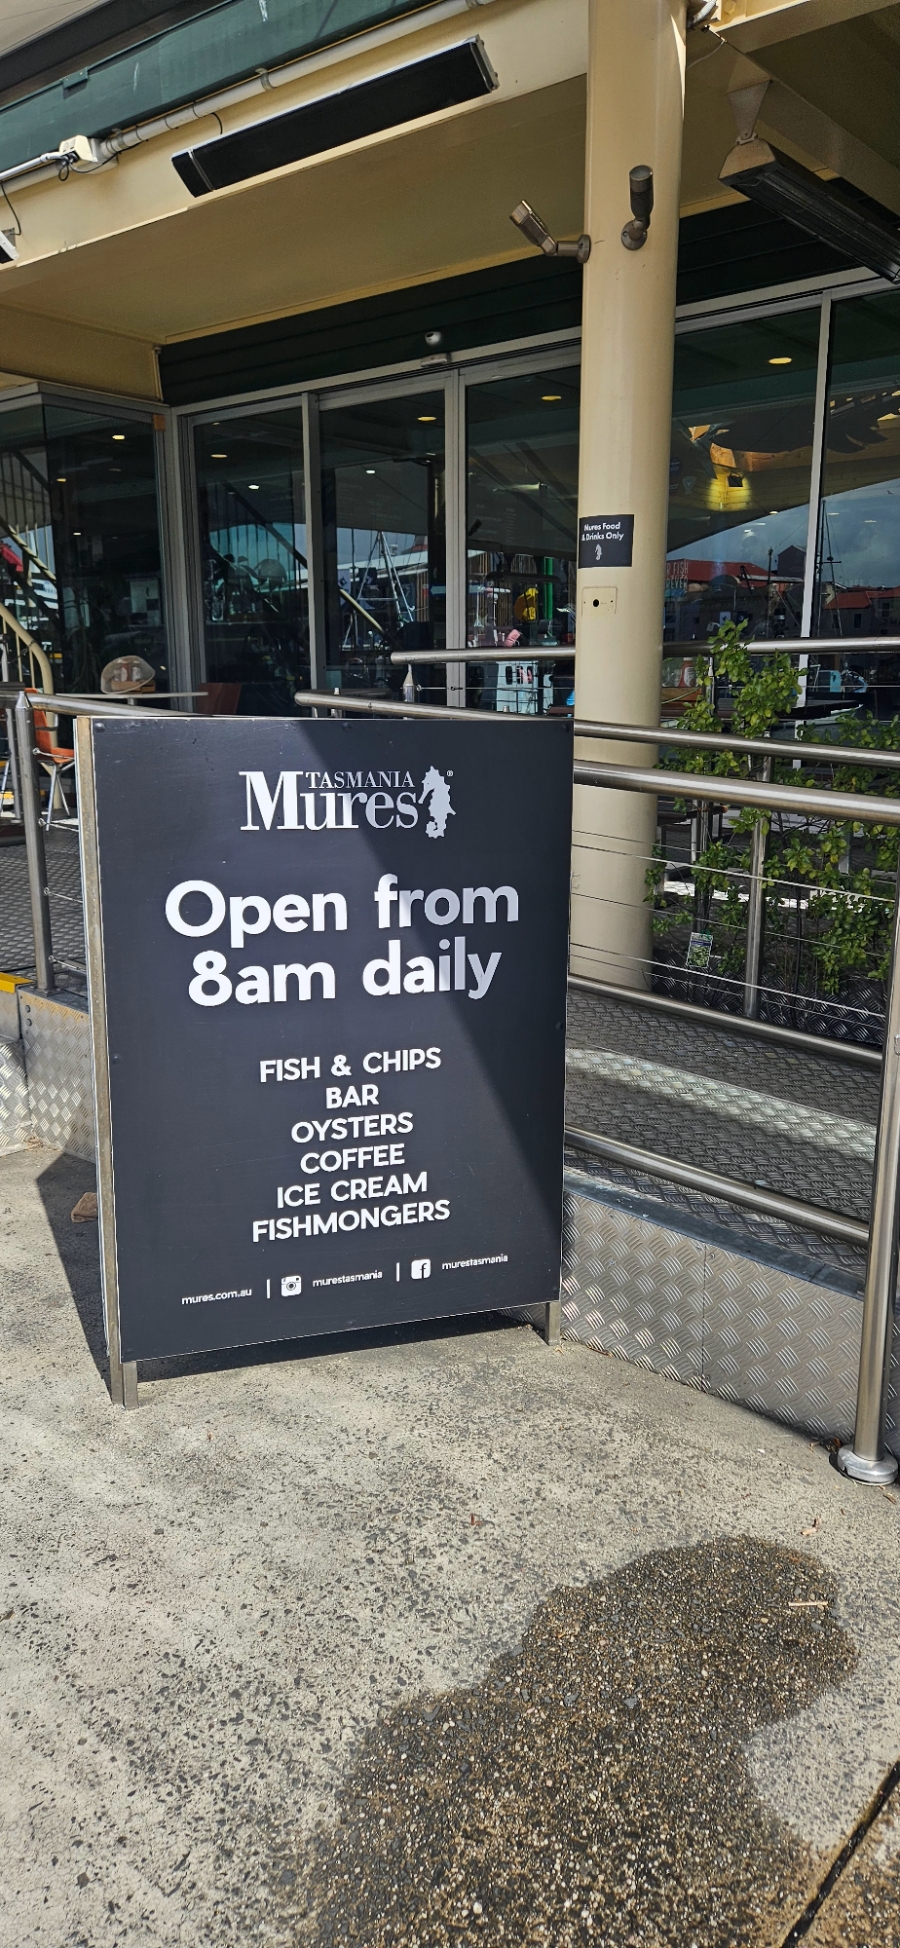 Mures Food
& Drinks Only
TASMANIA
Mures®
Open from
8am daily
FISH & CHIPS
BAR
OYSTERS
COFFEE
ICE CREAM
FISHMONGERS
mures.com.au | murestasmania | murestasmania